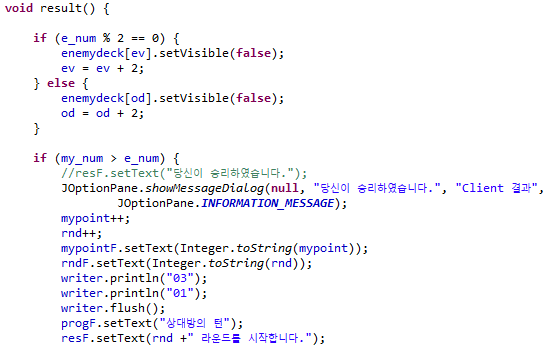 void result() {
if (e_num % 2 == 0) {
enemydeck[ev].setVisible(false);
ev = ev + 2;
} else {
enemydeck[od].setVisible(false);
od = od + 2;
}
if (my_num > e_num) {
//resF.setText("당신이 승리하였습니다.");
JOptionPane.showMessageDialog(null, "당신이 승리하였습니다.", "Client 결과",
JOptionPane.INFORMATION_MESSAGE);
mypoint++;
rnd++;
mypointF.setText(Integer.toString(mypoint));
rndF.setText(Integer.toString(rnd));
writer.println("03");
writer.println("01");
writer.flush();
progF.setText("상대방의 턴");
resF.setText(rnd +" 라운드를 시작합니다.");